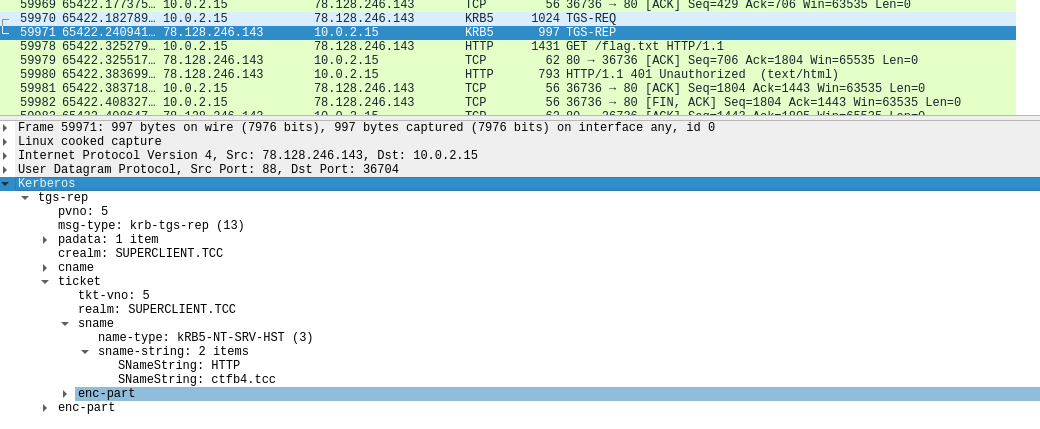 59969 65422.177375… 10.0.2.15 78.128.246.143 TCP 56 36736 → 80 [ACK] Seq=429 Ack=706 Win=63535 Len=0
59970 65422.182789… 10.0.2.15 78.128.246.143 KRB5 1024 TGS-REQ
59971 65422.240941… 78.128.246.143 10.0.2.15 KRB5 997 TGS-REP
59978 65422.325279… 10.0.2.15 78.128.246.143 HTTP 1431 GET /flag.txt HTTP/1.1
59979 65422.325517… 78.128.246.143 10.0.2.15 TCP 62 80 → 36736 [ACK] Seq=706 Ack=1804 Win=65535 Len=0
59980 65422.383699… 78.128.246.143 10.0.2.15 HTTP 793 HTTP/1.1 401 Unauthorized (text/html)
59981 65422.383718… 10.0.2.15 78.128.246.143 TCP 56 36736 → 80 [ACK] Seq=1804 Ack=1443 Win=63535 Len=0
59982 65422.408327… 10.0.2.15 78.128.246.143 TCP 56 36736 → 80 [FIN, ACK] Seq=1804 Ack=1443 Win=63535 Len=0
Frame 59971: 997 bytes on wire (7976 bits), 997 bytes captured (7976 bits) on interface any, id 0
Linux cooked capture
Internet Protocol Version 4, Src: 78.128.246.143, Dst: 10.0.2.15
User Datagram Protocol, Src Port: 88, Dst Port: 36704
Kerberos
tgs-rep
pvno: 5
msg-type: krb-tgs-rep (13)
padata: 1 item
crealm: SUPERCLIENT.TCC
cname
ticket
tkt-vno: 5
realm: SUPERCLIENT.TCC
sname
name-type: kRB5-NT-SRV-HST (3)
sname-string: 2 items
SNameString: HTTP
SNameString: ctfb4.tcc
enc-part
enc-part